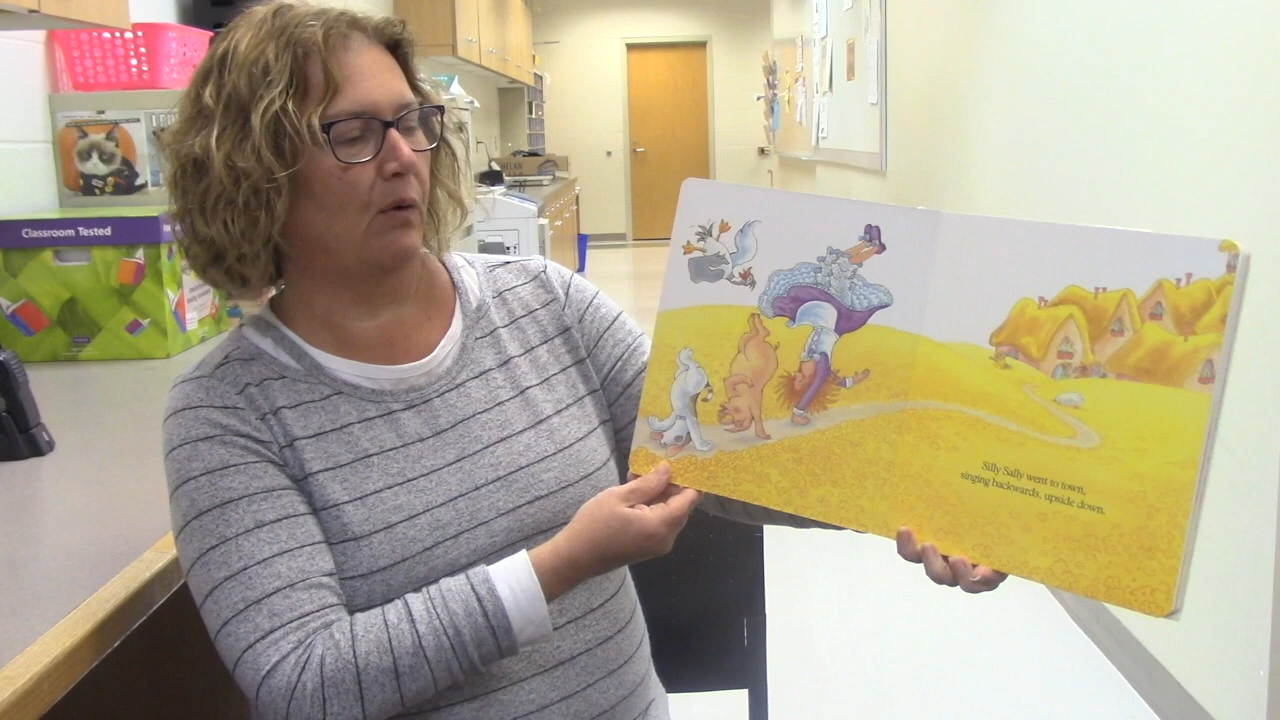 Classroom Tested
Silly Sally went to town,
singing backwards, upside down.